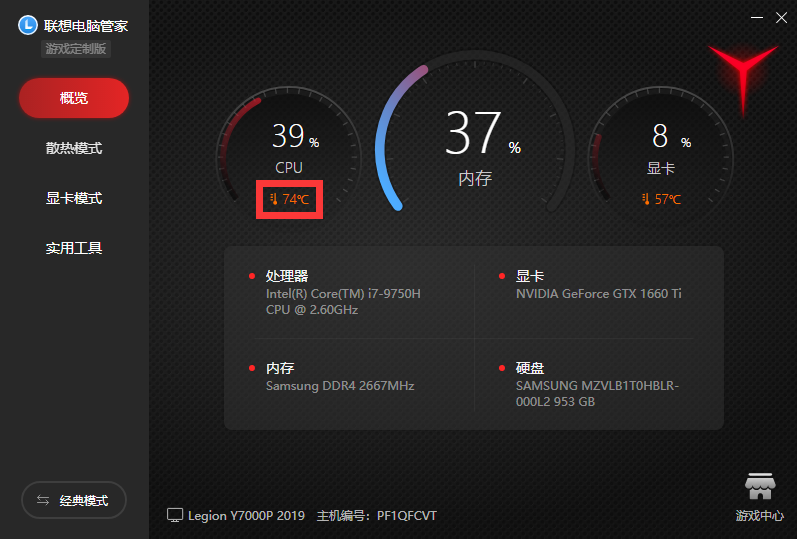 联想电脑管家
游戏定制版
概览
散热模式
显卡模式
实用工具
经典模式
39 %
CPU
74℃
37 %
内存
8 %
显卡
57℃
处理器
Intel(R) Core(TM) i7-9750H
CPU @ 2.60GHz
显卡
NVIDIA GeForce GTX 1660 Ti
内存
Samsung DDR4 2667MHz
硬盘
SAMSUNG MZVLB1T0HBLR-
000L2 953 GB
Legion Y7000P 2019 主机编号: PF1QFCVT
游戏中心